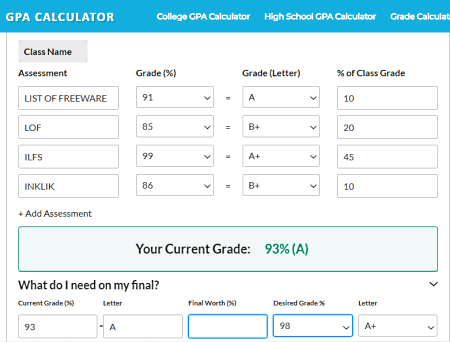 GPA CALCULATOR College GPA Calculator High School GPA Calculator Grade Calculat
Class Name
Assessment Grade (%) Grade (Letter) % of Class Grade
LIST OF FREEWARE 91 = A 10
LOF 85 = B+ 20
ILFS 99 = A+ 45
INKLIK 86 = B+ 10
+ Add Assessment
Your Current Grade: 93% (A)
What do I need on my final?
Current Grade (%) Letter Final Worth (%) Desired Grade % Letter
93 - A 98 A+